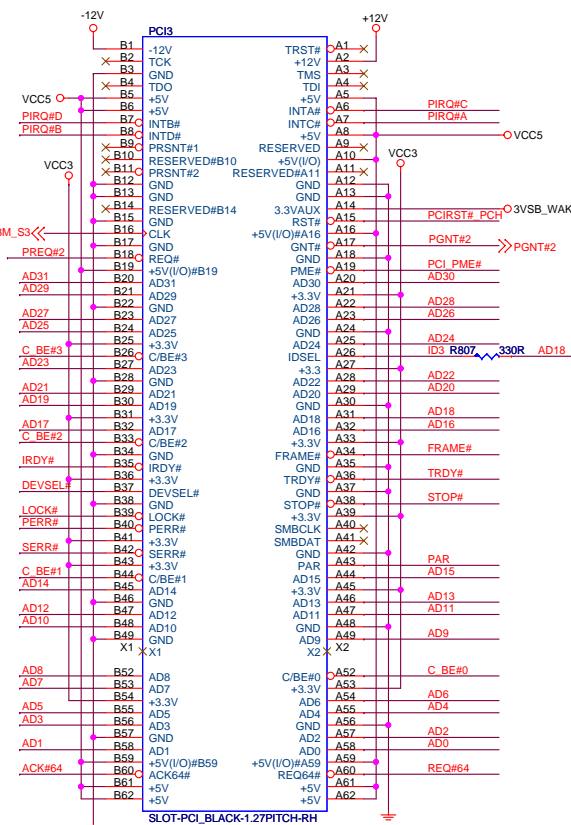 -12V +12V
PCI3
B1 -12V TRST# A1
B2 TCK +12V A2
B3 GND TMS A3
B4 TDO TDI A4
VCC5 B5 +5V +5V A5
B6 +5V INTA# A6 PIRQ#C
PIRQ#D B7 INTB# INTC# A7 PIRQ#A
PIRQ#B B8 INTD# +5V A8 VCC5
B9 PRSNT#1 RESERVED A9
B10 RESERVED#B10 +5V(I/O) A10 VCC3
VCC3 B11 PRSNT#2 RESERVED#A11 A11
B12 GND GND A12
B13 GND GND A13
B14 RESERVED#B14 3.3VAUX A14 3VSB_WAK
B15 GND RST# A15 PCIRST#_PCH
M_S3 B16 CLK +5V(I/O)#A16 A16
B17 GND GNT# A17 PGNT#2 PGNT#2
PREQ#2 B18 REQ# GND A18
B19 +5V(I/O)#B19 PME# A19 PCI_PME#
AD31 B20 AD31 AD30 A20 AD30
AD29 B21 AD29 +3.3V A21
B22 GND AD28 A22 AD28
AD27 B23 AD27 AD26 A23 AD26
AD25 B24 AD25 GND A24
B25 +3.3V AD24 A25 AD24
C_BE#3 B26 C/BE#3 IDSEL A26 ID3 R807 330R AD18
AD23 B27 AD23 +3.3 A27
B28 GND AD22 A28 AD22
AD21 B29 AD21 AD20 A29 AD20
AD19 B30 AD19 GND A30
B31 +3.3V AD18 A31 AD18
AD17 B32 AD17 AD16 A32 AD16
C_BE#2 B33 C/BE#2 +3.3V A33
B34 GND FRAME# A34 FRAME#
IRDY# B35 IRDY# GND A35
B36 +3.3V TRDY# A36 TRDY#
DEVSEL# B37 DEVSEL# GND A37
B38 GND STOP# A38 STOP#
LOCK# B39 LOCK# +3.3V A39
PERR# B40 PERR# SMBCLK A40
B41 +3.3V SMBDAT A41
SERR# B42 SERR# GND A42
B43 +3.3V PAR A43 PAR
C_BE#1 B44 C/BE#1 AD15 A44 AD15
AD14 B45 AD14 +3.3V A45
B46 GND AD13 A46 AD13
AD12 B47 AD12 AD11 A47 AD11
AD10 B48 AD10 GND A48
B49 GND AD9 A49 AD9
X1 X1 X2 X2
AD8 B52 AD8 C/BE#0 A52 C_BE#0
AD7 B53 AD7 +3.3V A53
B54 +3.3V AD6 A54 AD6
AD5 B55 AD5 AD4 A55 AD4
AD3 B56 AD3 GND A56
B57 GND AD2 A57 AD2
AD1 B58 AD1 AD0 A58 AD0
B59 +5V(I/O)#B59 +5V(I/O)#A59 A59
ACK#64 B60 ACK64# REQ64# A60 REQ#64
B61 +5V +5V A61
B62 +5V +5V A62
SLOT-PCI_BLACK-1.27PITCH-RH